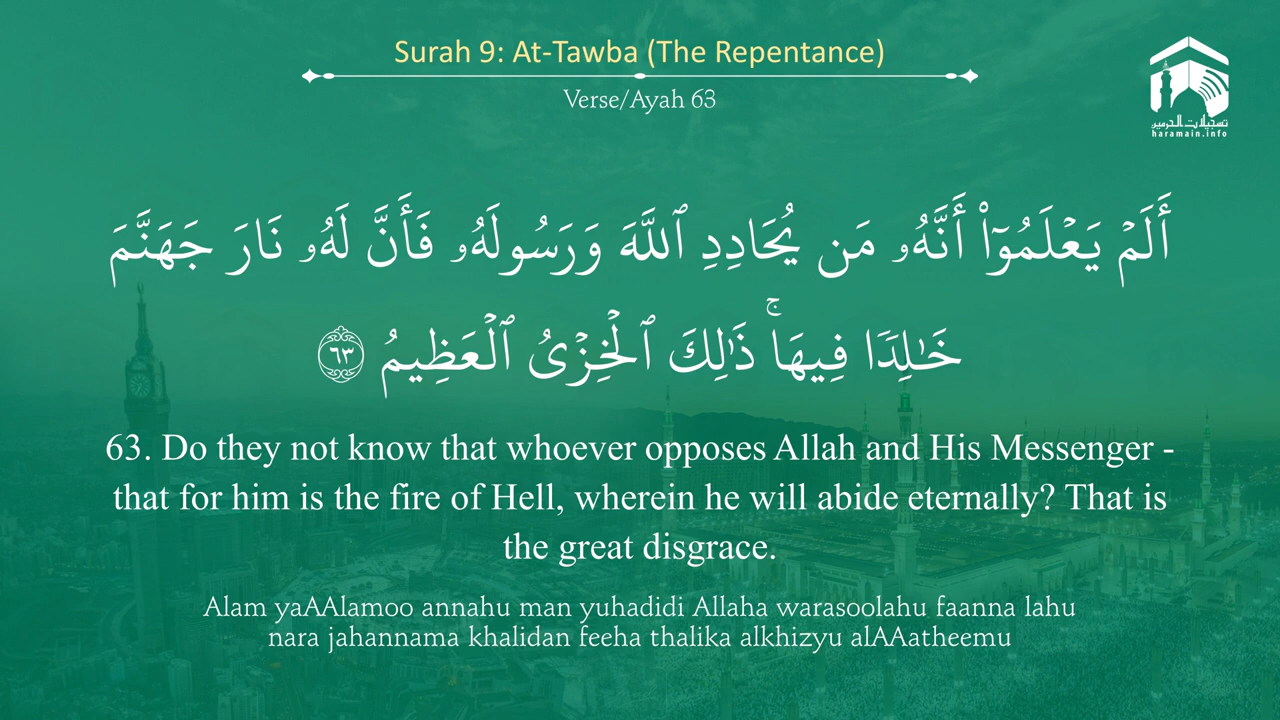 Surah 9: At-Tawba (The Repentance)
Verse/Ayah 63
تسجيلات الحرمين
haramain.info
أَلَمْ يَعْلَمُوٓا۟ أَنَّهُۥ مَن يُحَادِدِ ٱللَّهَ وَرَسُولَهُۥ فَأَنَّ لَهُۥ نَارَ جَهَنَّمَ
خَـٰلِدًۭا فِيهَا ۚ ذَٰلِكَ ٱلْخِزْىُ ٱلْعَظِيمُ ٦٣
63. Do they not know that whoever opposes Allah and His Messenger -
that for him is the fire of Hell, wherein he will abide eternally? That is
the great disgrace.
Alam yaAAlamoo annahu man yuhadidi Allaha warasoolahu faanna lahu
nara jahannama khalidan feeha thalika alkhizyu alAAatheemu